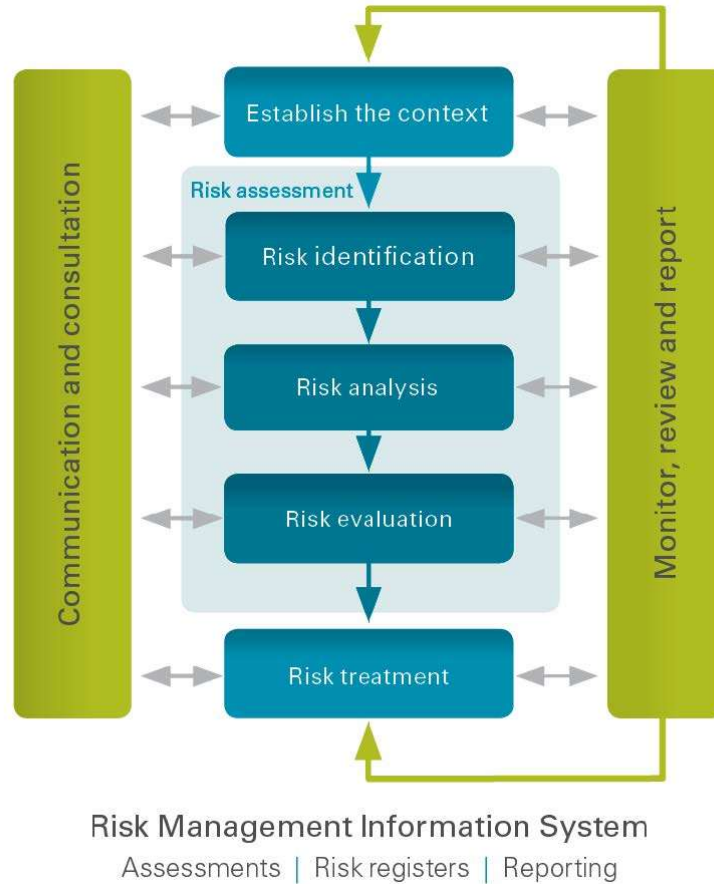 Establish the context
Risk assessment
Risk identification
Risk analysis
Risk evaluation
Risk treatment
Communication and consultation
Monitor, review and report
Risk Management Information System
Assessments | Risk registers | Reporting